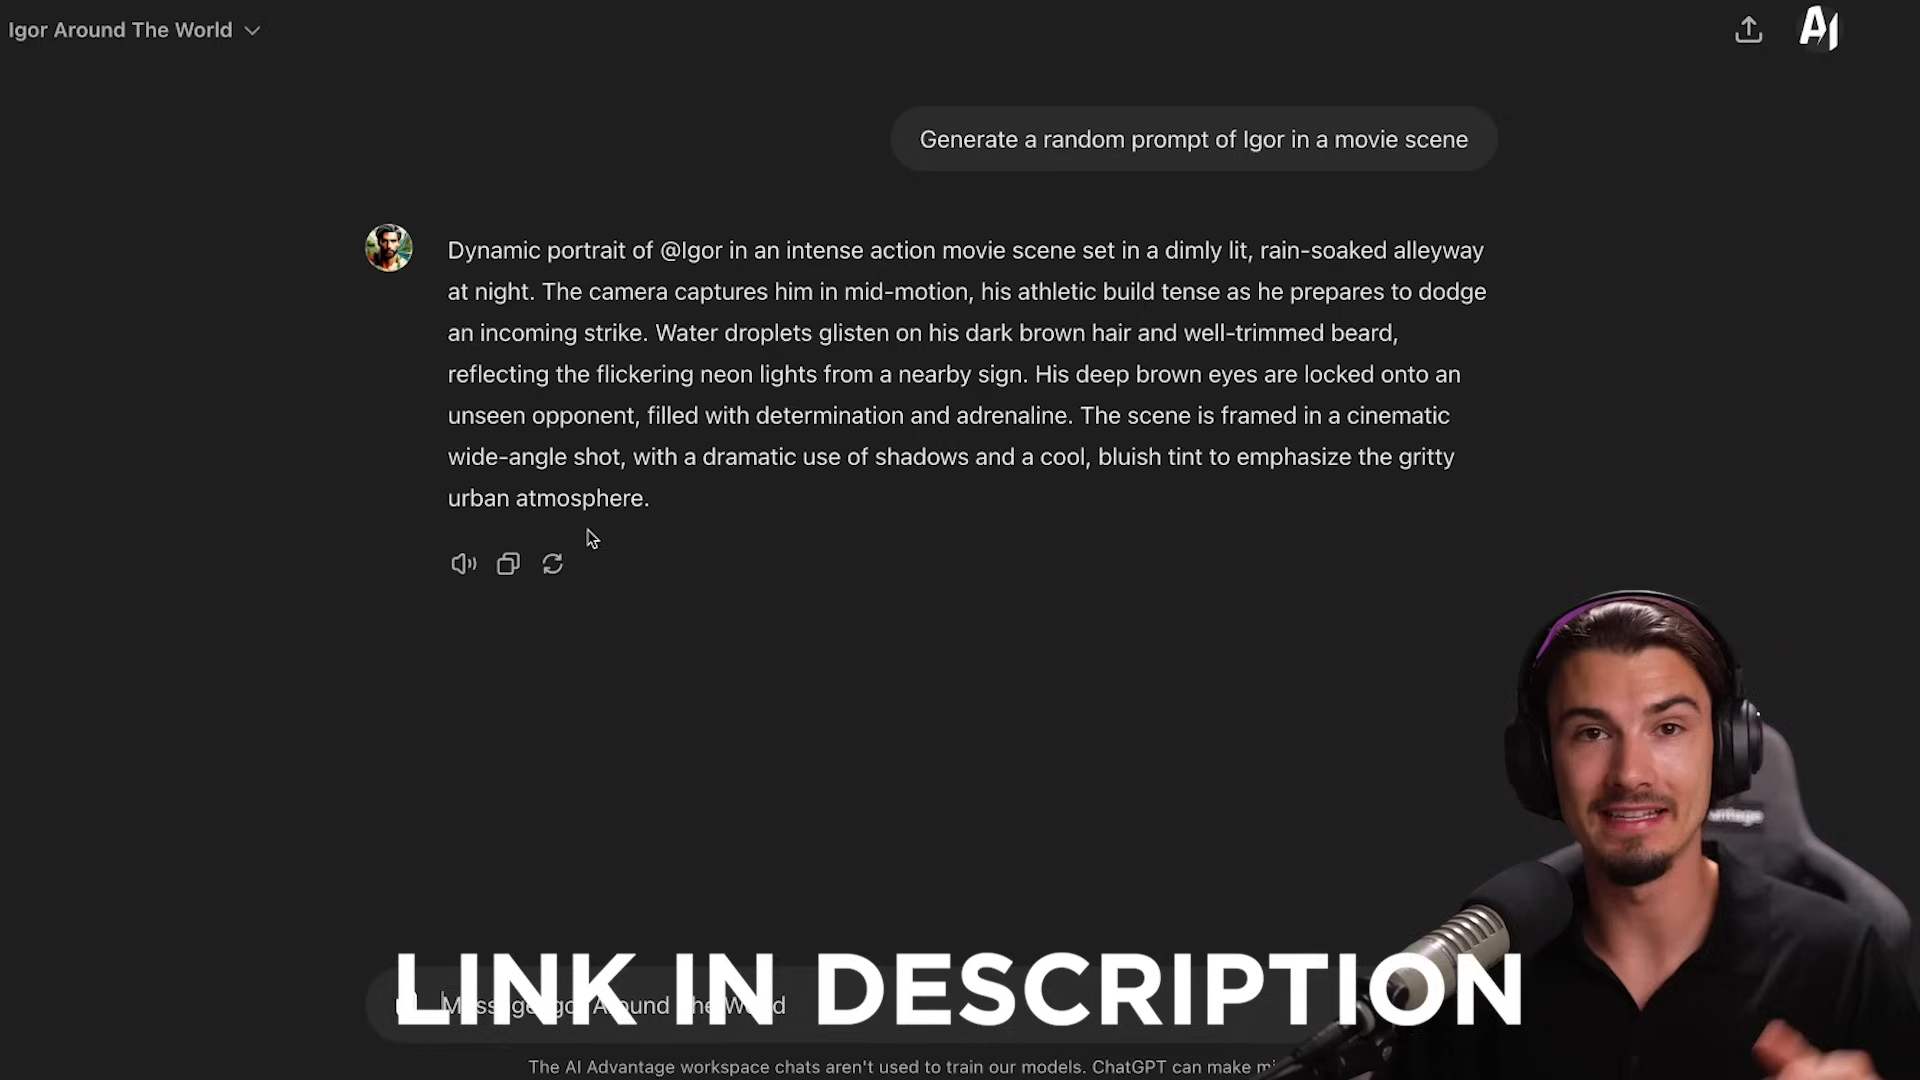 Igor Around The World
AI
Generate a random prompt of Igor in a movie scene
Dynamic portrait of @Igor in an intense action movie scene set in a dimly lit, rain-soaked alleyway
at night. The camera captures him in mid-motion, his athletic build tense as he prepares to dodge
an incoming strike. Water droplets glisten on his dark brown hair and well-trimmed beard,
reflecting the flickering neon lights from a nearby sign. His deep brown eyes are locked onto an
unseen opponent, filled with determination and adrenaline. The scene is framed in a cinematic
wide-angle shot, with a dramatic use of shadows and a cool, bluish tint to emphasize the gritty
urban atmosphere.
LINK IN DESCRIPTION
Around The World
The AI Advantage workspace chats aren't used to train our models. ChatGPT can make